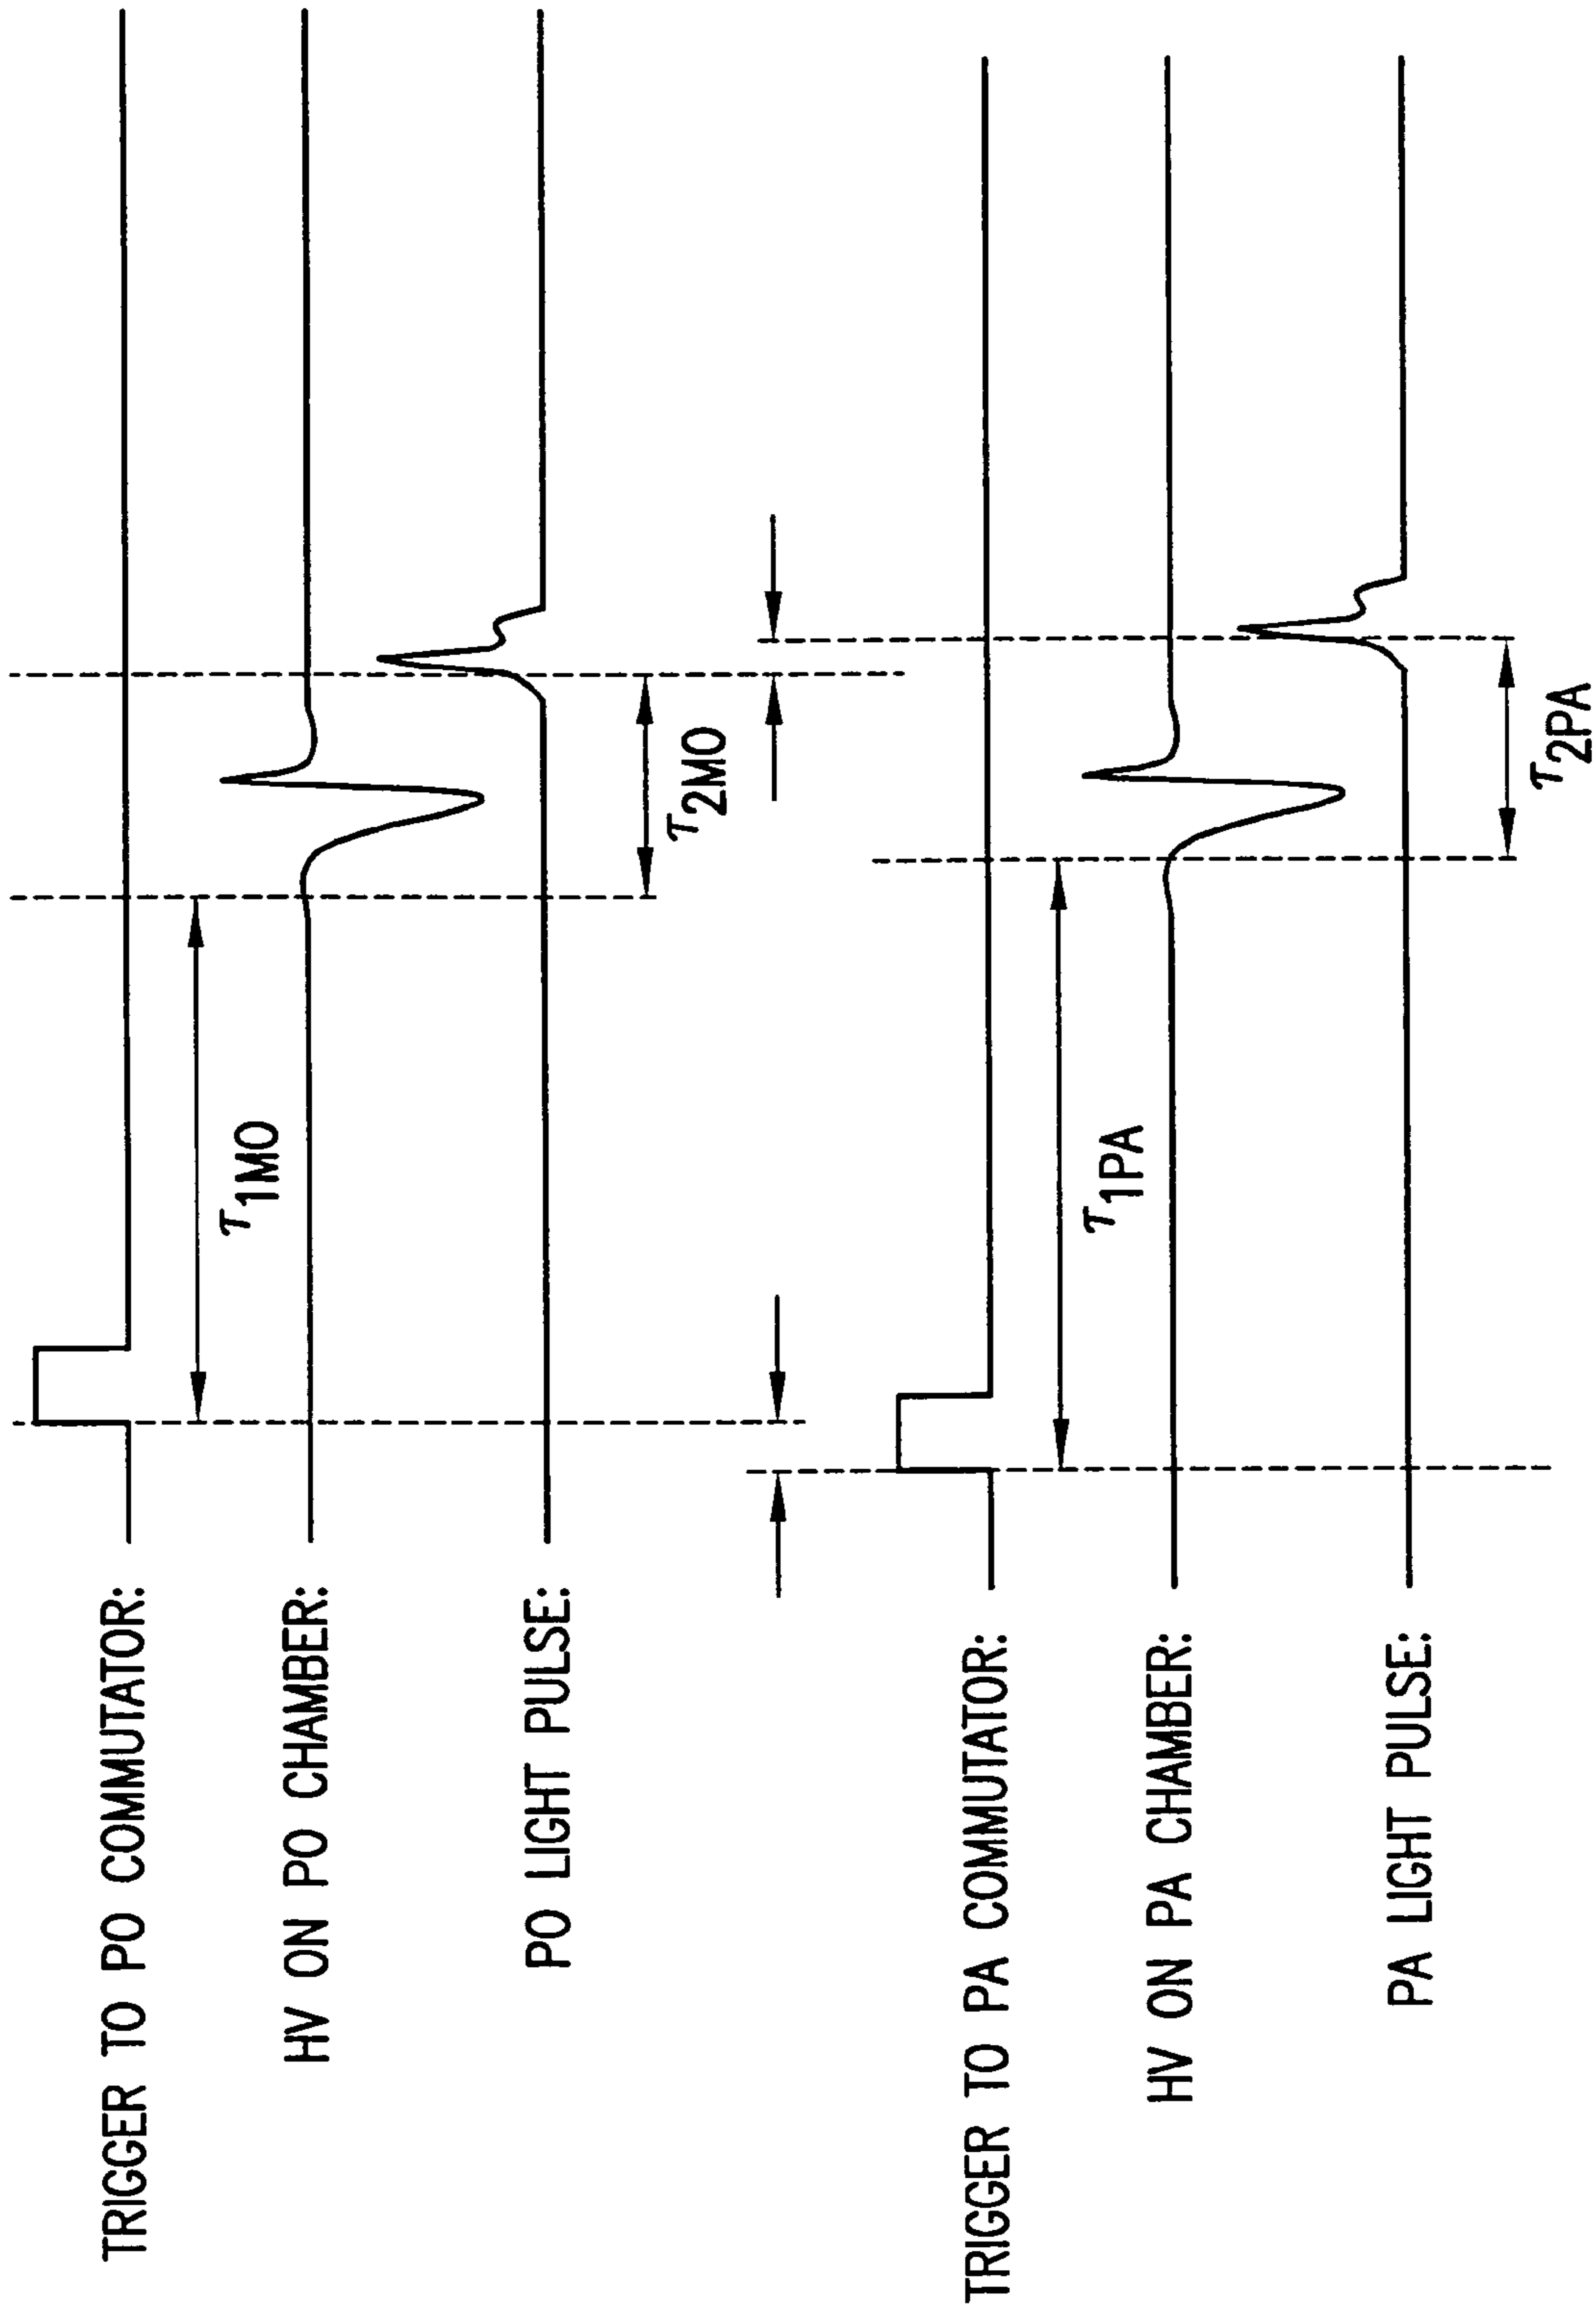 TRIGGER TO PO COMMUTATOR:
τ1MO
HV ON PO CHAMBER:
PO LIGHT PULSE:
τ2MO
TRIGGER TO PA COMMUTATOR:
τ1PA
HV ON PA CHAMBER:
PA LIGHT PULSE:
τ2PA